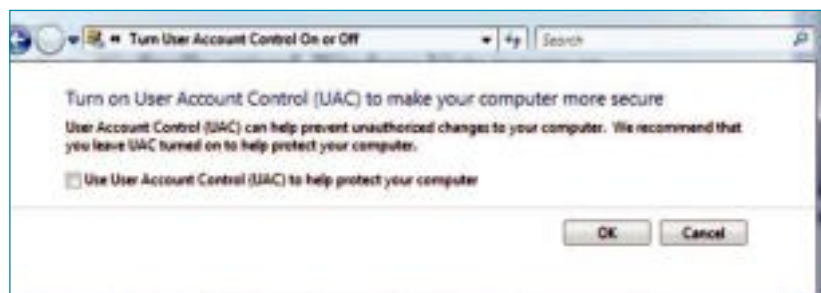 Turn User Account Control On or Off
Search
Turn on User Account Control (UAC) to make your computer more secure
User Account Control (UAC) can help prevent unauthorized changes to your computer. We recommend that
you leave UAC turned on to help protect your computer.
Use User Account Control (UAC) to help protect your computer
OK Cancel